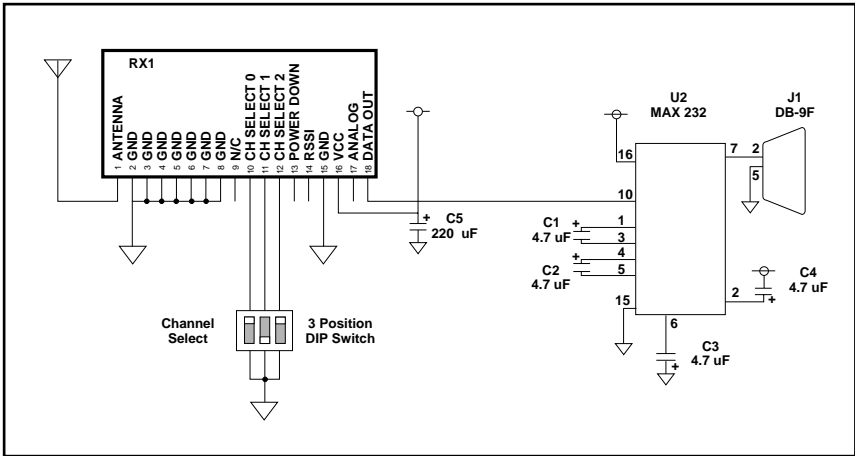 RX1
ANTENNA
GND
GND
GND
GND
GND
GND
GND
N/C
CH SELECT 0
CH SELECT 1
CH SELECT 2
POWER DOWN
RSSI
GND
VCC
ANALOG
DATA OUT
1 2 3 4 5 6 7 8 9 10 11 12 13 14 15 16 17 18
C5
220 uF
Channel
Select
3 Position
DIP Switch
U2
MAX 232
J1
DB-9F
16
7
2
5
10
1
3
4
5
15
2
6
C1
4.7 uF
C2
4.7 uF
C4
4.7 uF
C3
4.7 uF
+
+
+
+
+